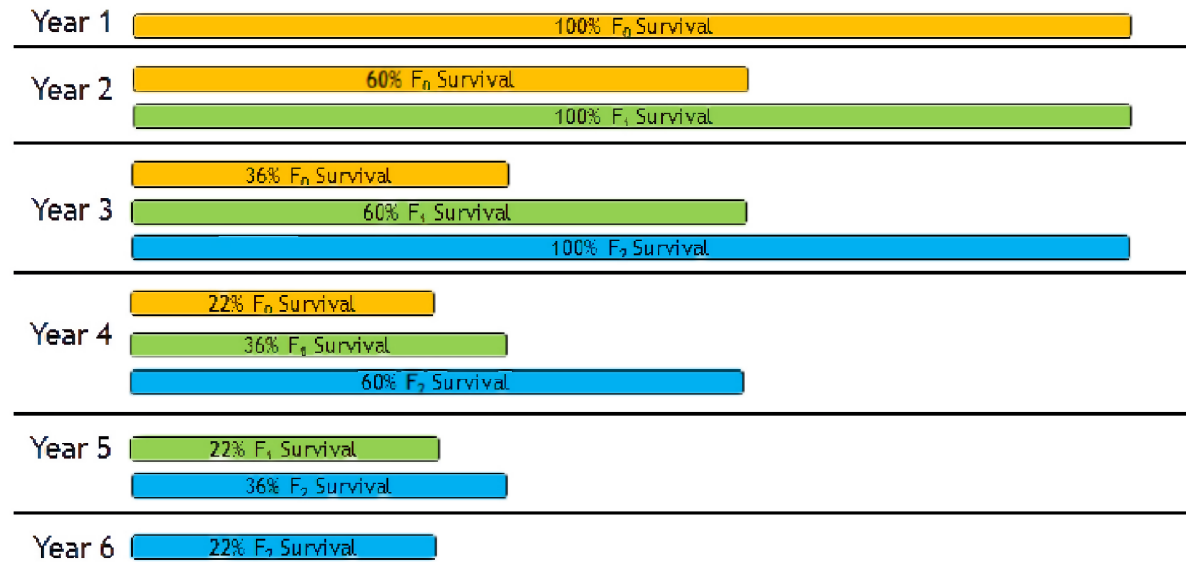 Year 1
100% F₀ Survival
Year 2
60% F₀ Survival
100% F₁ Survival
Year 3
36% F₀ Survival
60% F₁ Survival
100% F₂ Survival
Year 4
22% F₀ Survival
36% F₁ Survival
60% F₂ Survival
Year 5
22% F₁ Survival
36% F₂ Survival
Year 6
22% F₂ Survival